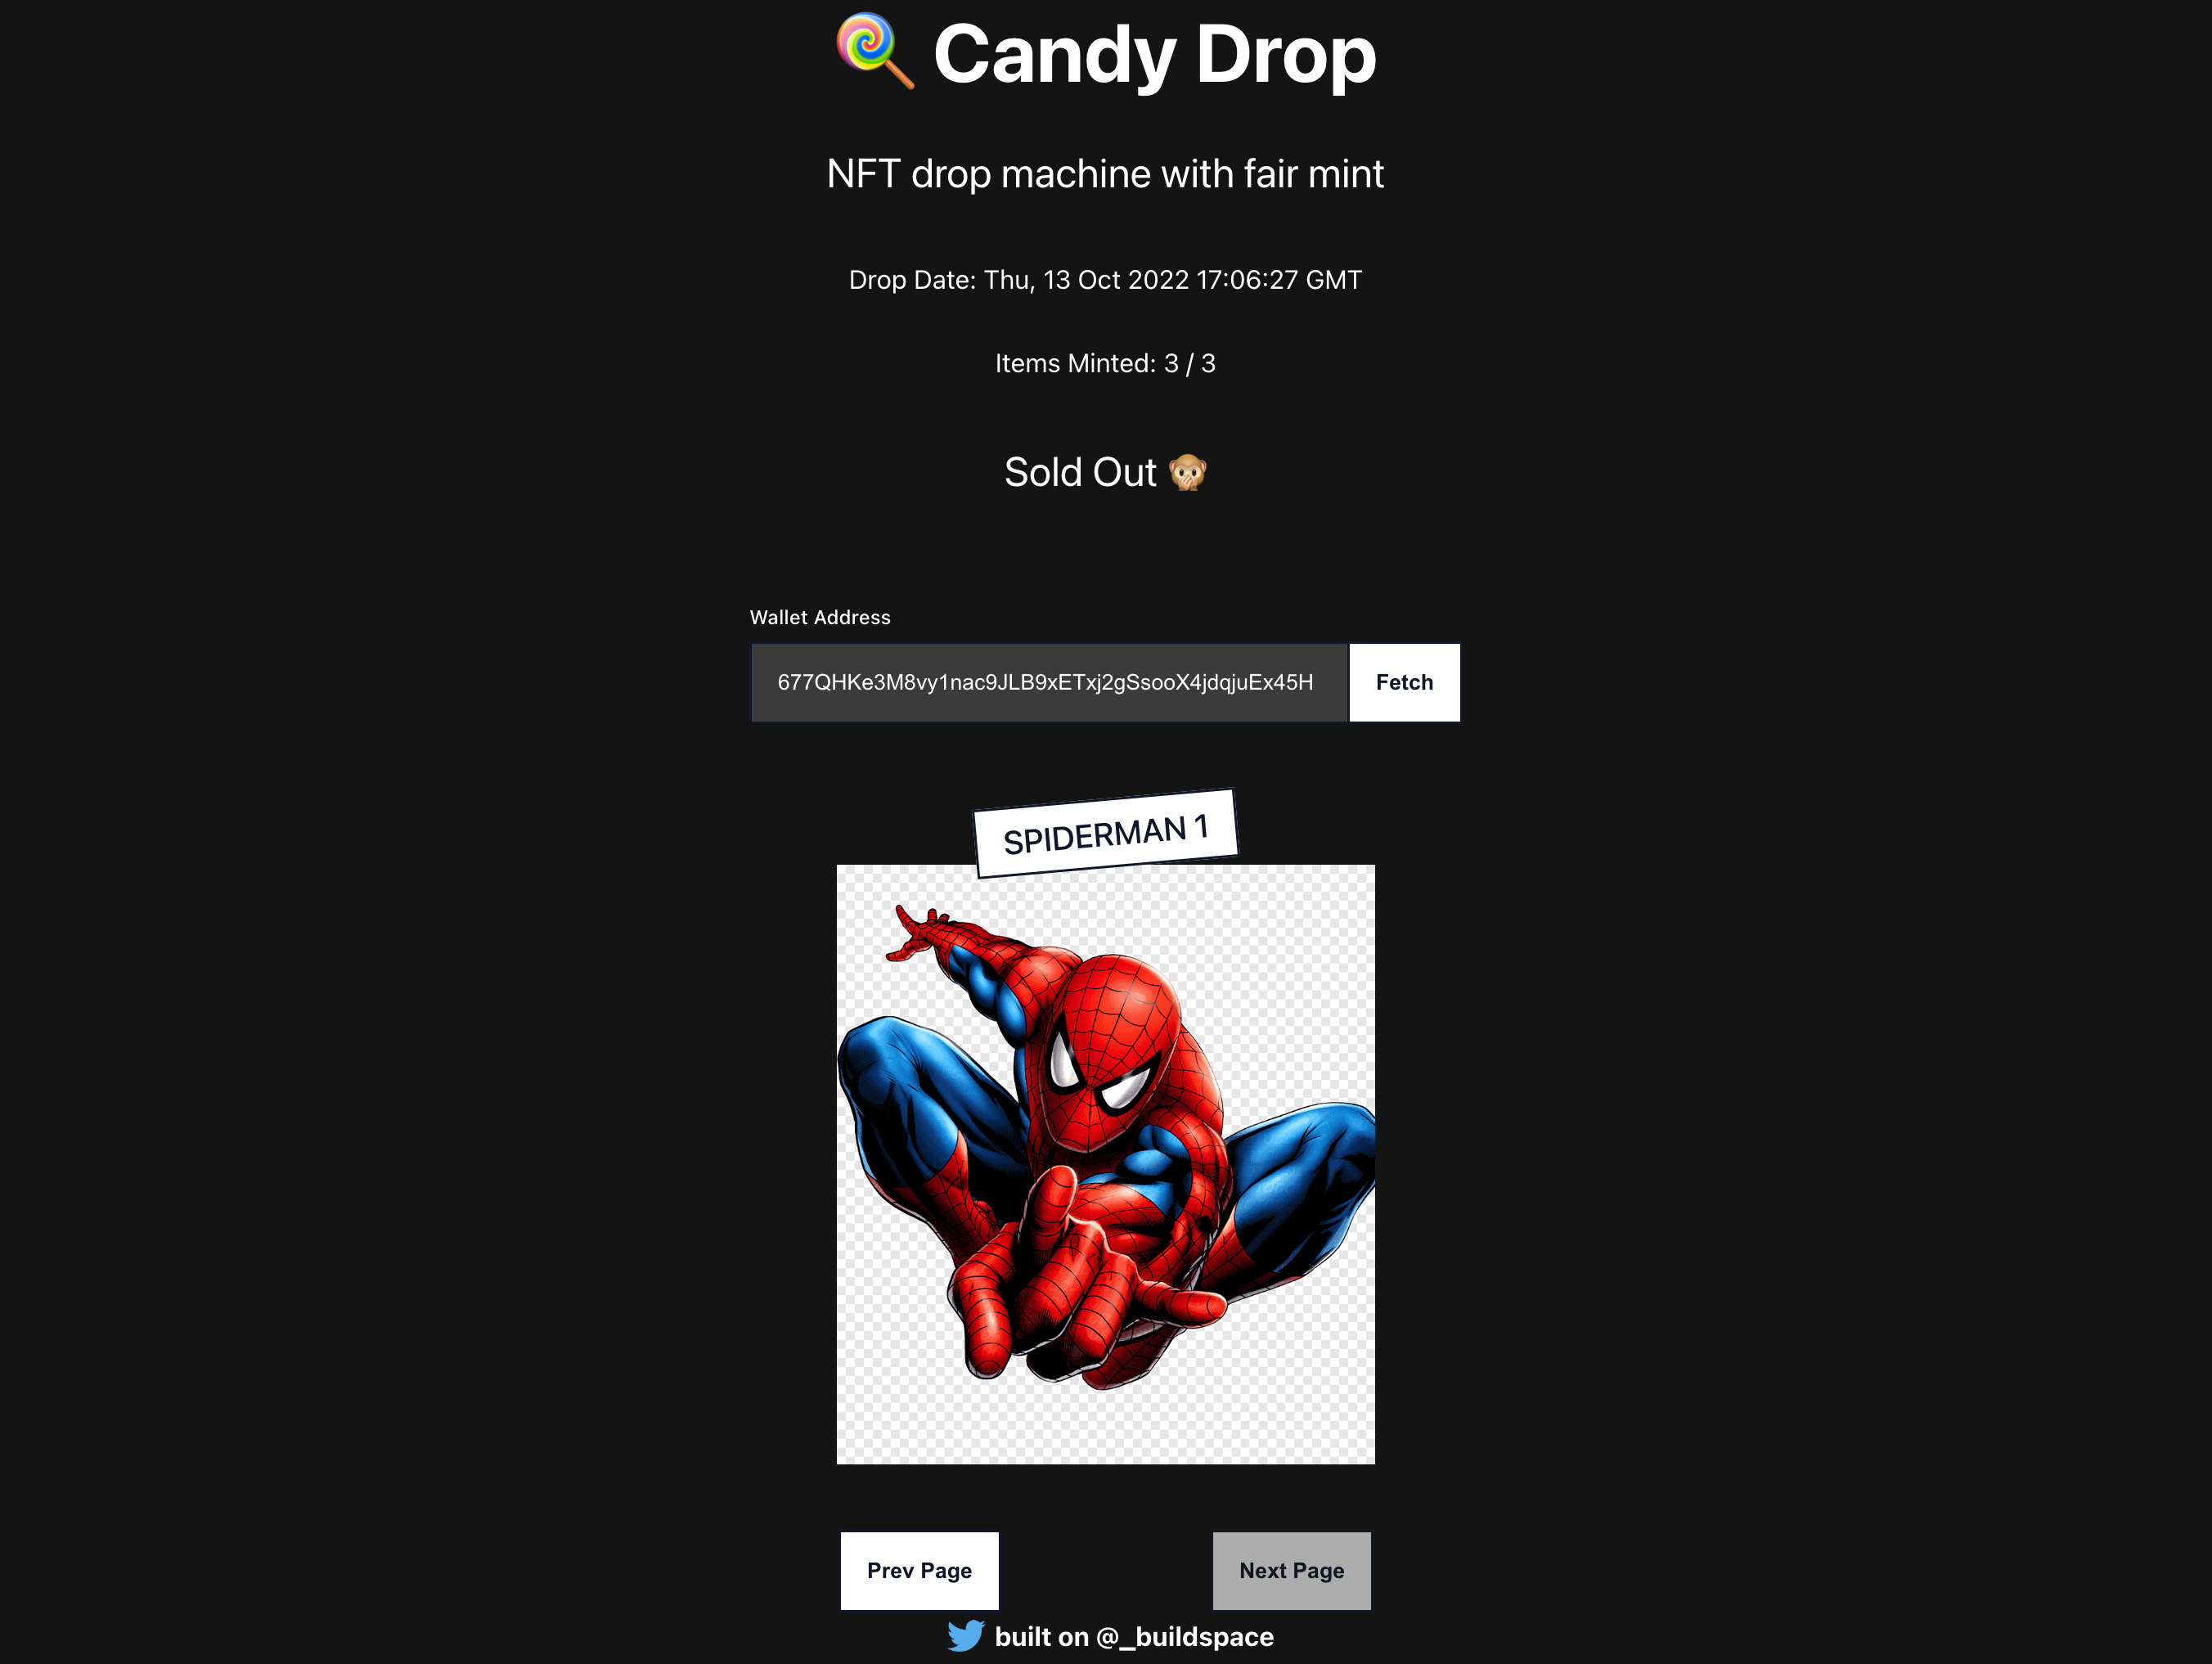 🍭 Candy Drop
NFT drop machine with fair mint
Drop Date: Thu, 13 Oct 2022 17:06:27 GMT
Items Minted: 3 / 3
Sold Out 🙊
Wallet Address
677QHKe3M8vy1nac9JLB9xETxj2gSsooX4jdqjuEx45H
Fetch
SPIDERMAN 1
Prev Page
Next Page
built on @_buildspace